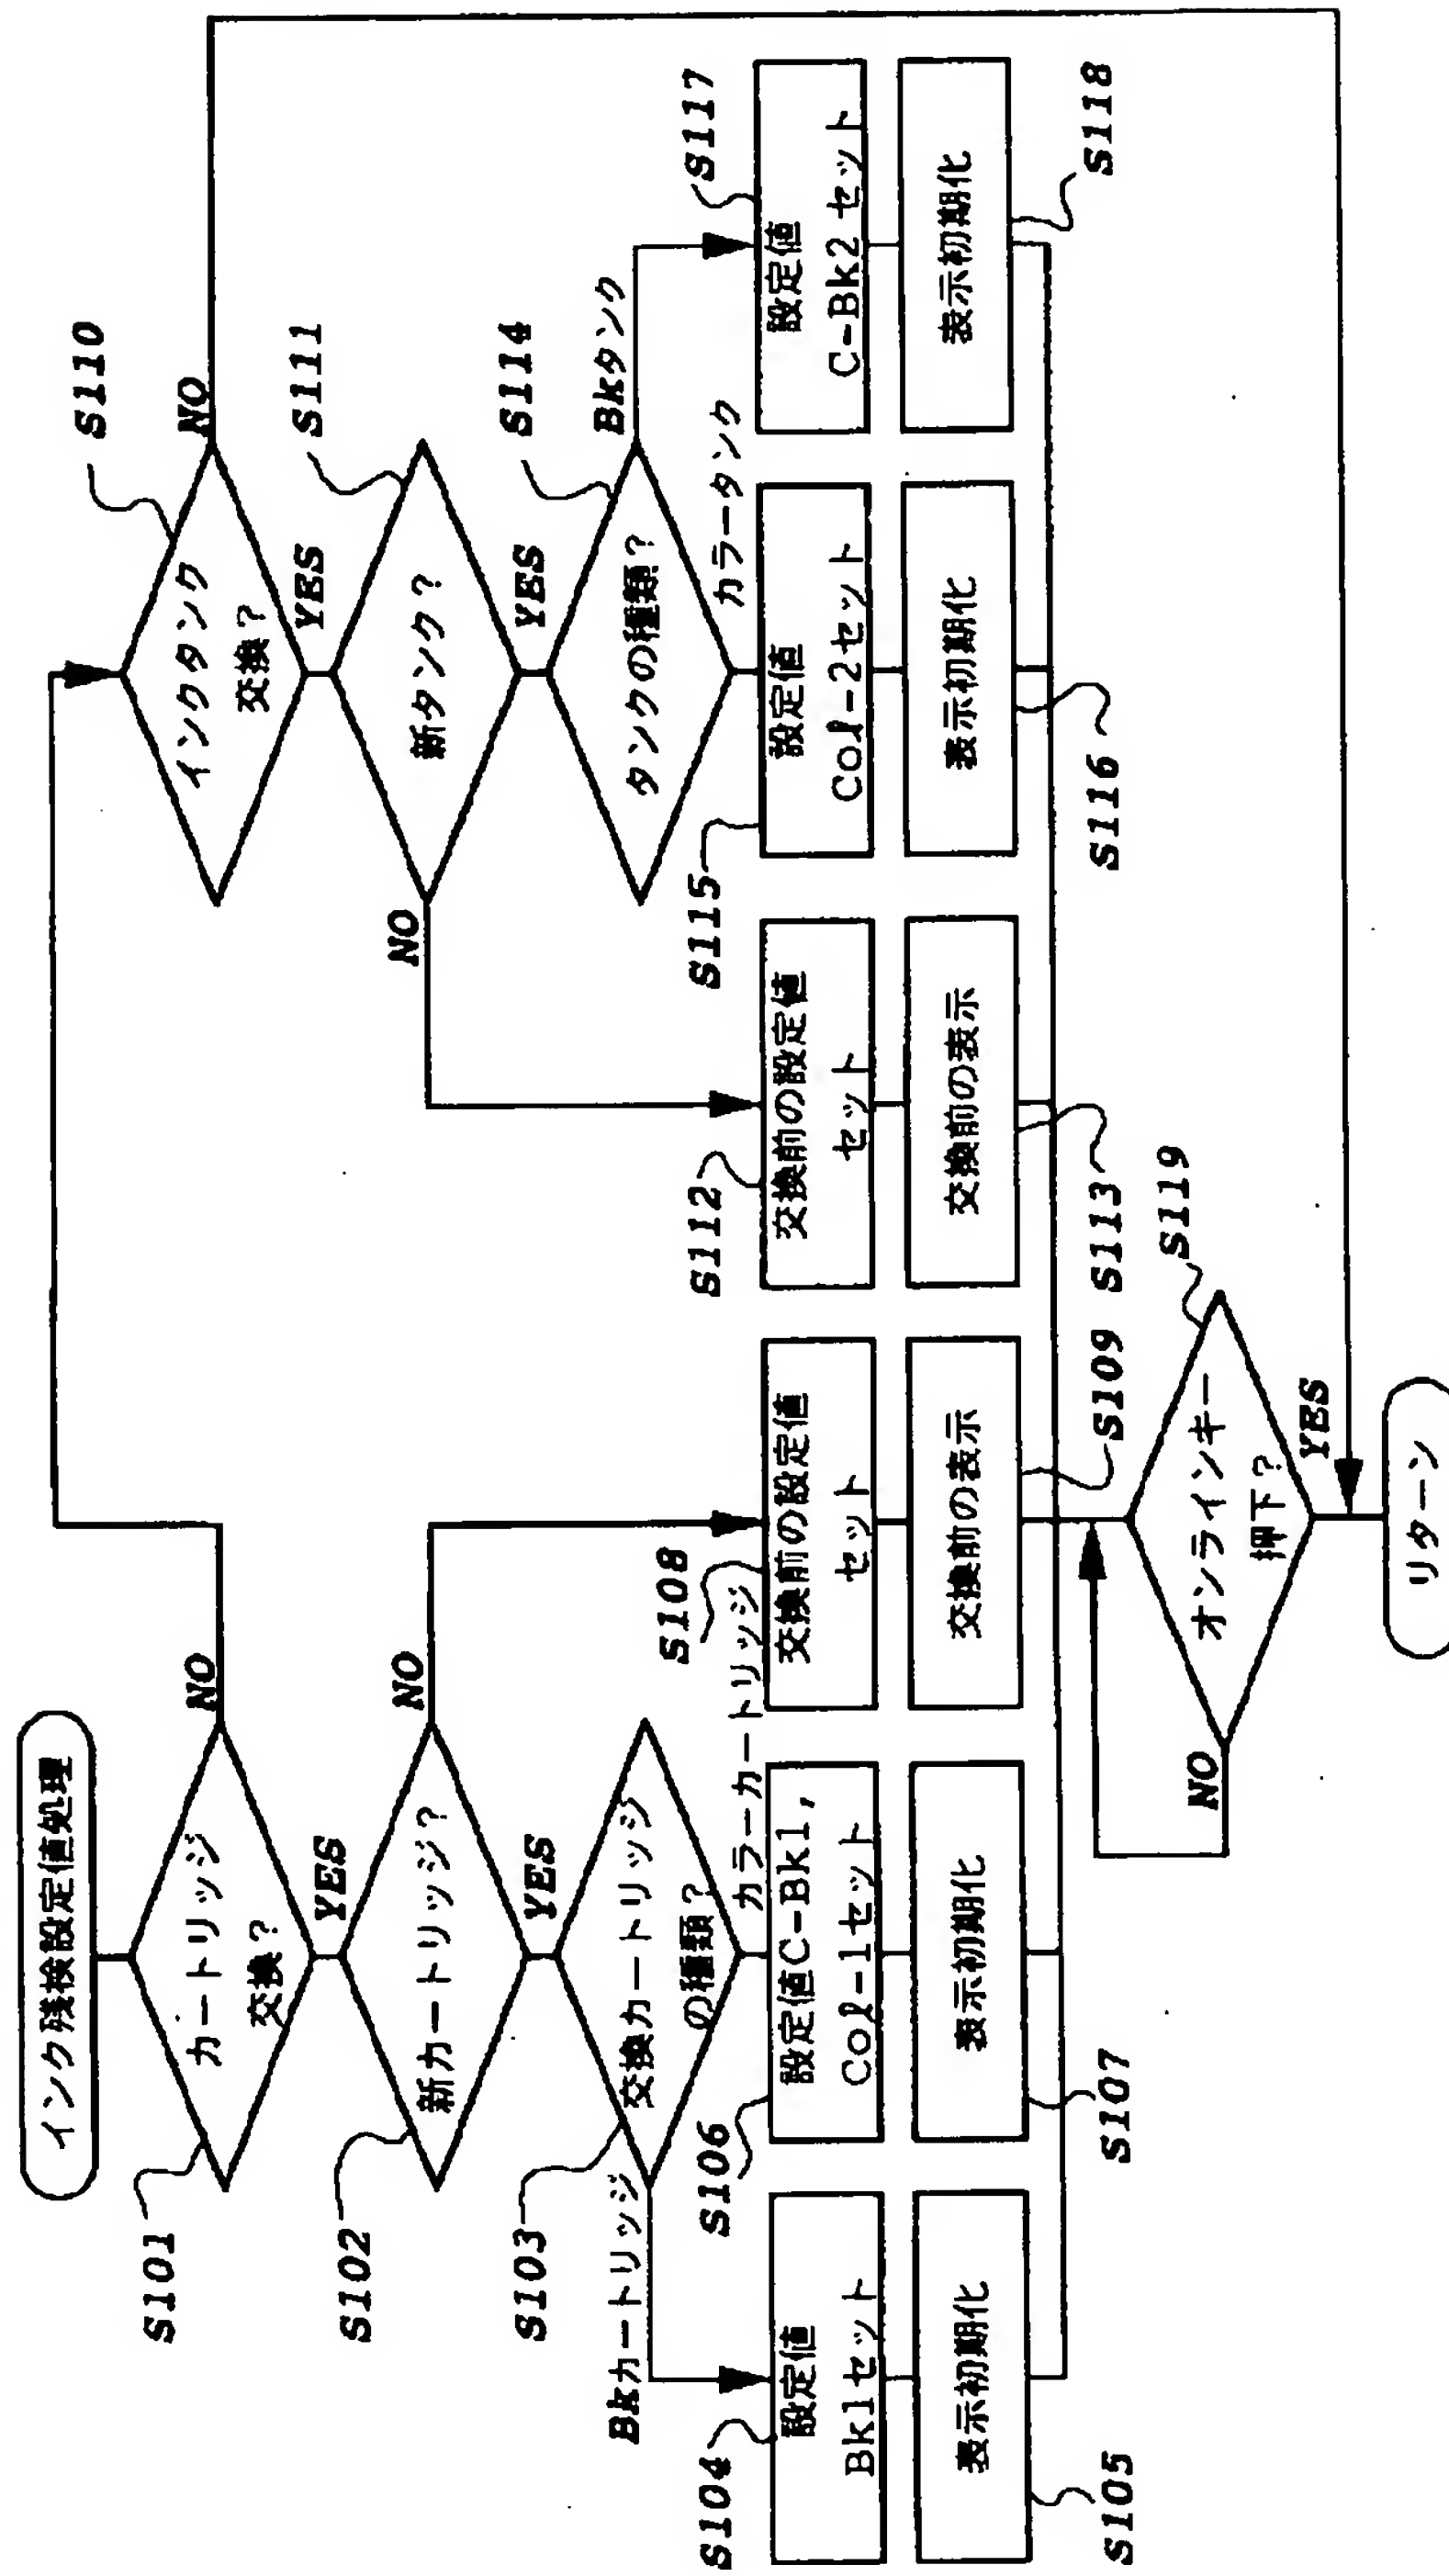 インク残検設定値処理
カートリッジ
交換?
S101
NO
YES
新カートリッジ?
S102
NO
YES
交換カートリッジ
の種類?
S103
Bkカートリッジ
カラーカートリッジ
設定値
Bk1セット
S104
表示初期化
S105
設定値C-Bk1,
Col-1セット
S106
表示初期化
S107
交換前の設定値
セット
S108
交換前の表示
S109
インクタンク
交換?
S110
NO
YES
新タンク?
S111
NO
YES
交換前の設定値
セット
S112
交換前の表示
S113
タンクの種類?
S114
Bkタンク
カラータンク
設定値
Col-2セット
S115
表示初期化
S116
設定値
C-Bk2セット
S117
表示初期化
S118
オンラインキー
押下?
S119
NO
YES
リターン